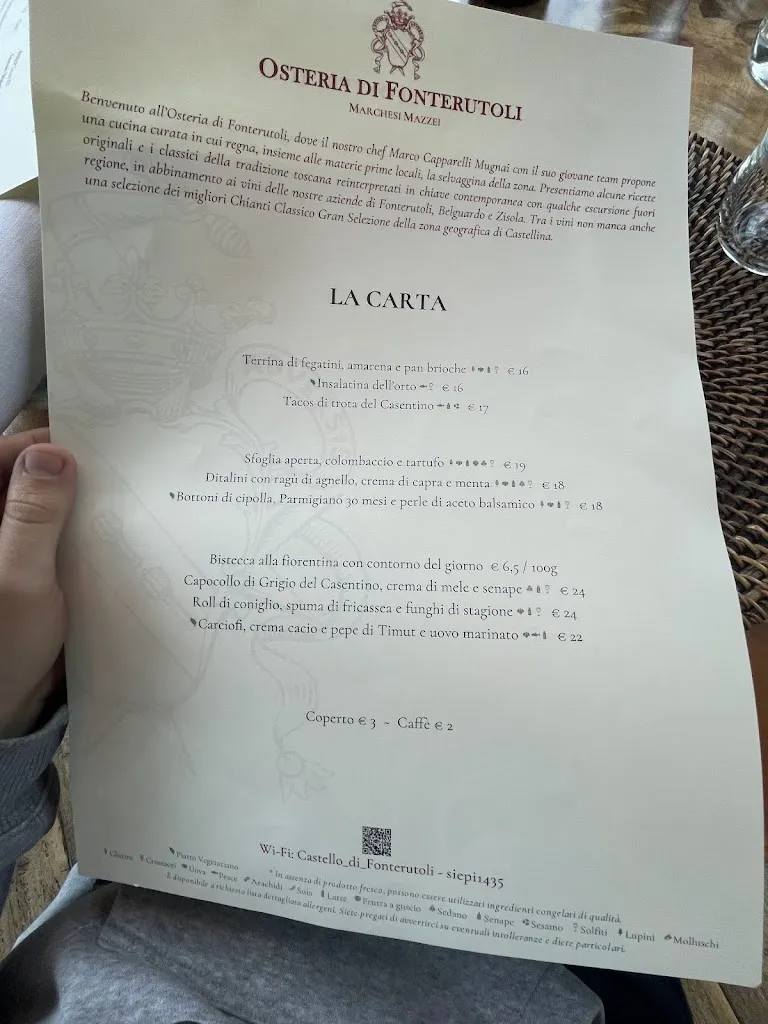 OSTERIA DI FONTERUTOLI
MARCHESI MAZZEI
Benvenuto all'Osteria di Fonterutoli, dove il nostro chef Marco Capparelli Mugnai con il suo giovane team propone
una cucina curata in cui regna, insieme alle materie prime locali, la selvaggina della zona. Presentiamo alcune ricette
originali e i classici della tradizione toscana reinterpretati in chiave contemporanea con qualche escursione fuori
regione, in abbinamento ai vini delle nostre aziende di Fonterutoli, Belguardo e Zisola. Tra i vini non manca anche
una selezione dei migliori Chianti Classico Gran Selezione della zona geografica di Castellina.
LA CARTA
Terrina di fegatini, amarena e pan brioche € 16
Insalatina dell'orto € 16
Tacos di trota del Casentino € 17
Sfoglia aperta, colombaccio e tartufo € 19
Ditalini con ragù di agnello, crema di capra e menta € 18
Bottoni di cipolla, Parmigiano 30 mesi e perle di aceto balsamico € 18
Bistecca alla fiorentina con contorno del giorno € 6,5 / 100g
Capocollo di Grigio del Casentino, crema di mele e senape € 24
Roll di coniglio, spuma di fricassea e funghi di stagione € 24
Carciofi, crema cacio e pepe di Timut e uovo marinato € 22
Coperto € 3 - Caffè € 2
Wi-Fi: Castello_di_Fonterutoli - siepi1435
Piatto Vegetariano * In assenza di prodotto fresco, possono essere utilizzati ingredienti congelati di qualità.
Glutine Crostacei Uova Pesce Arachidi Soia Latte Frutta a guscio Sedano Senape Sesamo Solfiti Lupini Molluschi
È disponibile a richiesta lista dettagliata allergeni. Siete pregati di avvertirci su eventuali intolleranze e diete particolari.